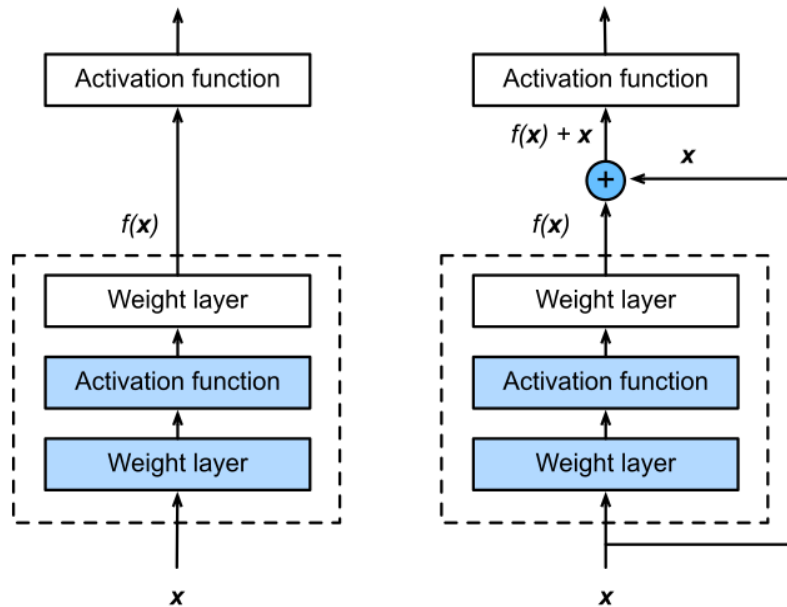 Activation function
f(x)
Weight layer
Activation function
Weight layer
x
Activation function
f(x) + x
x
+
f(x)
Weight layer
Activation function
Weight layer
x